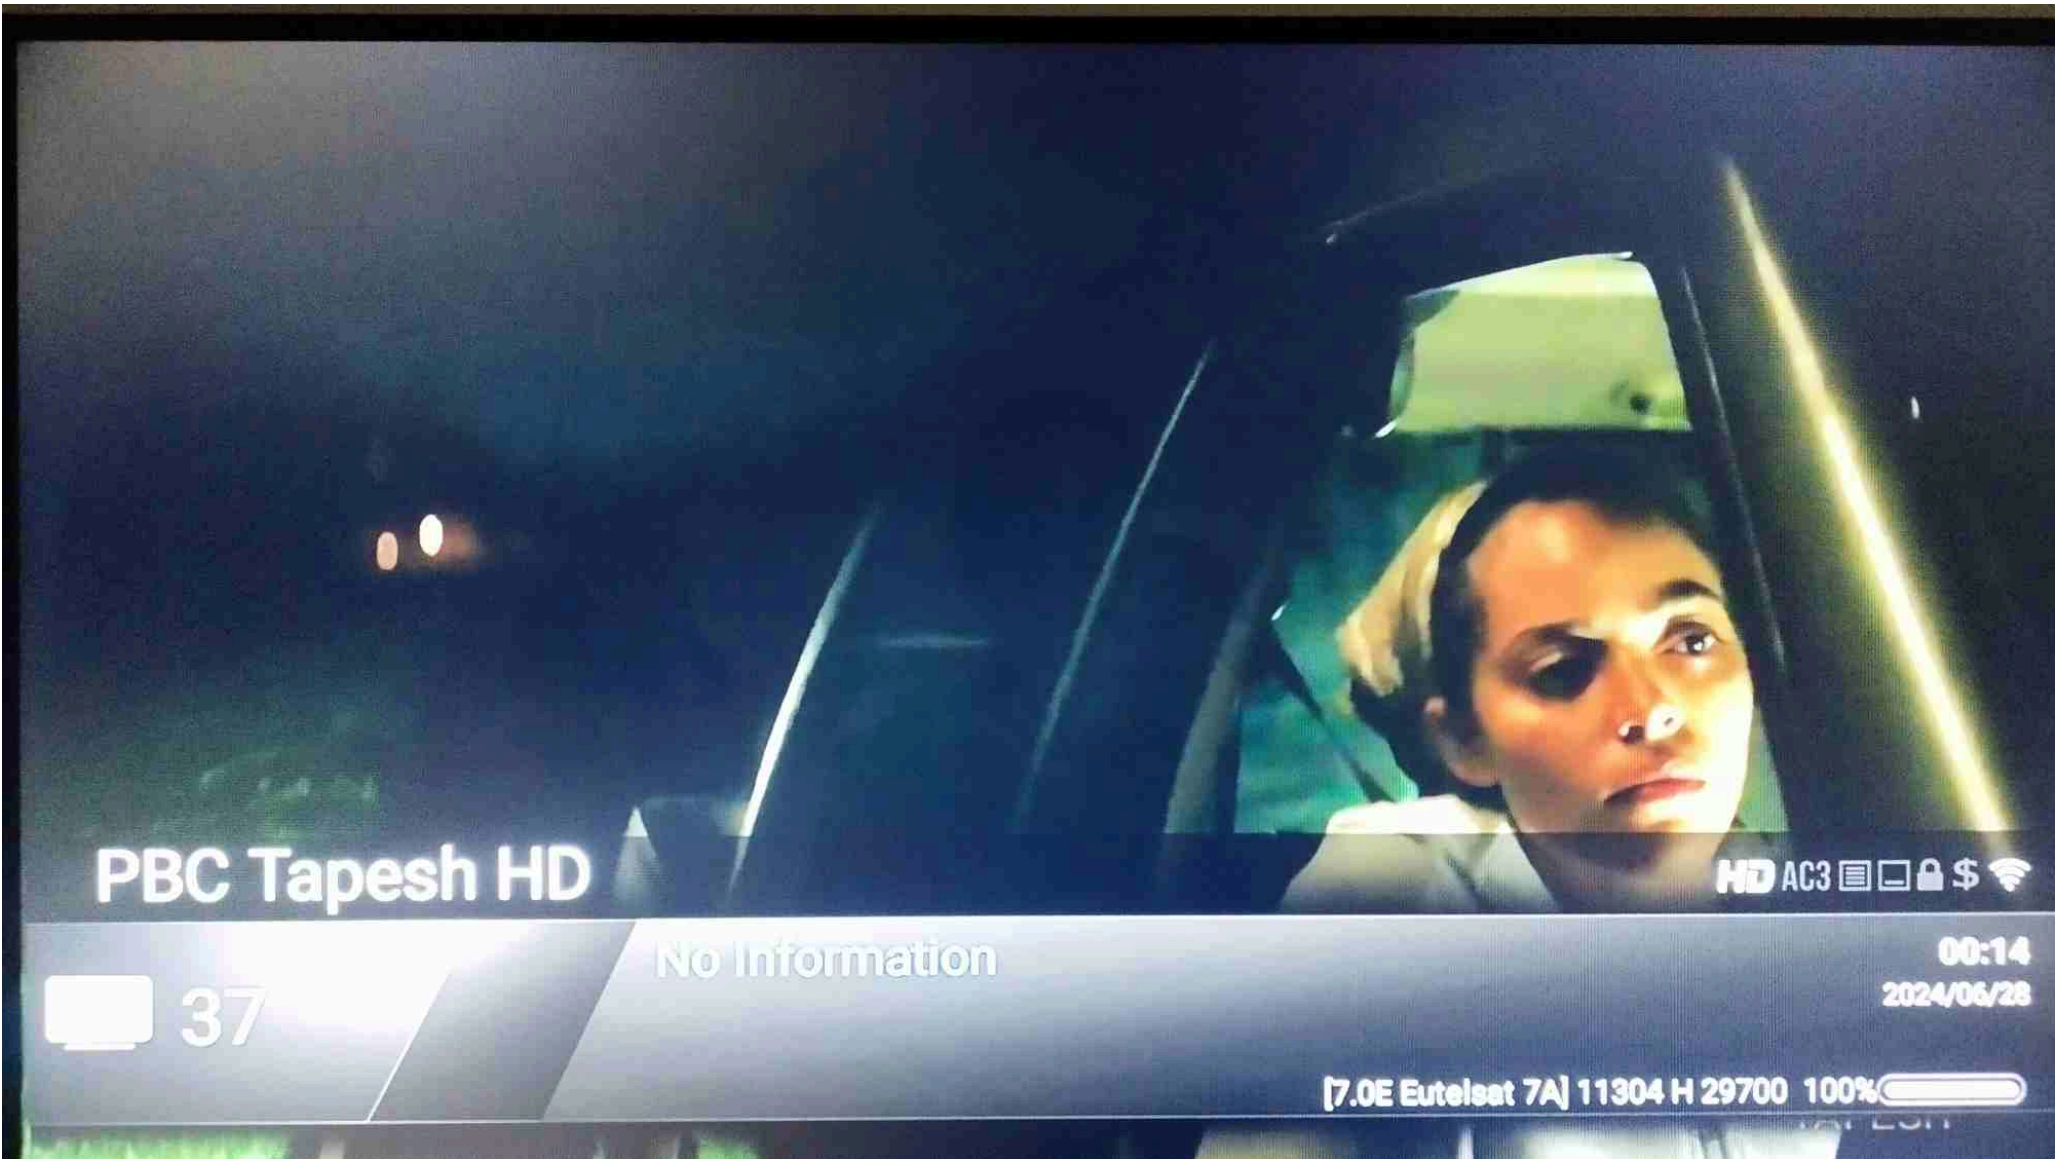 PBC Tapesh HD
HD AC3 $
No Information
37
00:14
2024/06/28
[7.0E Eutelsat 7A] 11304 H 29700 100%
TAPESH